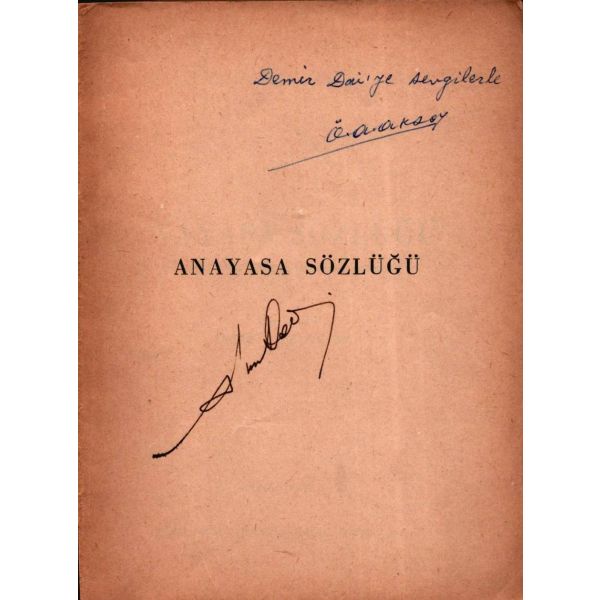 Demir Dai'ye sevgilerle
Ö.A.Aksoy
ANAYASA SÖZLÜĞÜ